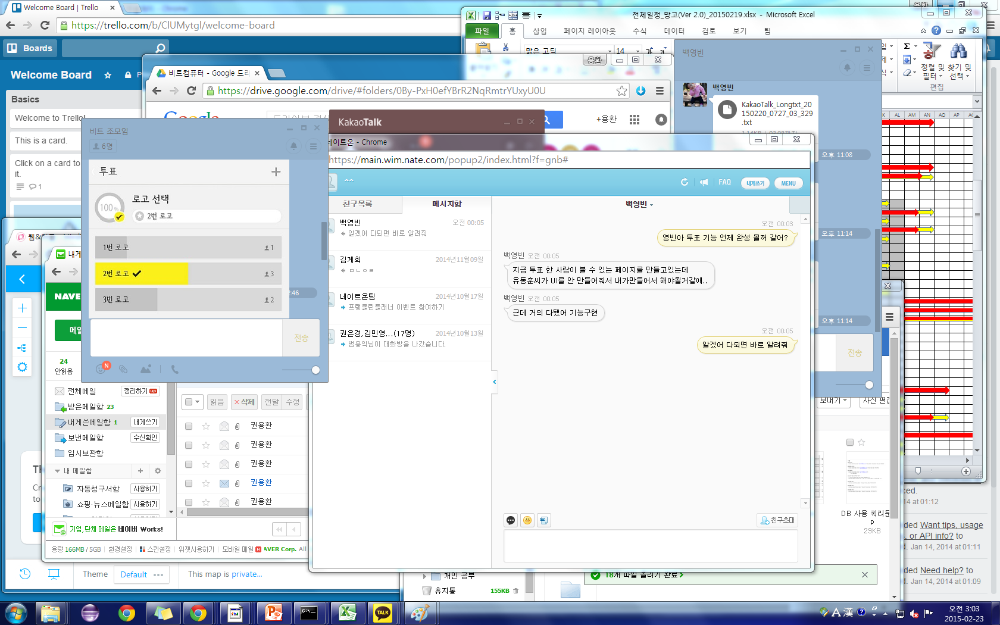 Welcome Board | Trello
https://trello.com/b/ClUMytgl/welcome-board
Boards
Welcome Board
Basics
Welcome to Trello!
This is a card.
Click on a card to
it.
1
전체일정_망고(Ver 2.0)_20150219.xlsx - Microsoft Excel
파일 홈 삽입 페이지 레이아웃 수식 데이터 검토 보기 팀
맑은 고딕 14
정렬 및 찾기 및
필터 선택
편집
AL AM AN AO AP
용환
비트컴퓨터 - Google 드라
https://drive.google.com/drive/#folders/0By-PxH0efYBrR2NqRmtrYUxyU0U
+용환
KakaoTalk
백영빈
백영빈
KakaoTalk_Longtxt_20
150220_0727_03_329
.txt
오후 11:08
오후 11:14
오후 11:14
전송
비트 조모임
6명
투표
100%
로고 선택
2번 로고
1번 로고 1
2번 로고 3
3번 로고 2
2:46
전송
N
네이트온 - Chrome
https://main.wim.nate.com/popup2/index.html?f=gnb#
^^
FAQ 내게쓰기 MENU
친구목록 메시지함
백영빈
백영빈 오전 00:05
알겠어 다되면 바로 알려줘
김계희 2014년11월09일
ㅁㄴㅇㄹ
네이트온팀 2014년10월17일
프랭클린플래너 이벤트 참여하기
권은경,김민영...(17명) 2014년10월13일
범용익님이 대화방을 나갔습니다.
오전 00:03
영빈아 투표 기능 언제 완성 될꺼 같어?
백영빈 오전 00:05
지금 투표 한 사람이 볼 수 있는 페이지를 만들고있는데
유동훈씨가 UI를 안 만들어줘서 내가만들어서 해야될거같애..
백영빈 오전 00:05
근데 거의 다됐어 기능구현
오전 00:05
알겠어 다되면 바로 알려줘
친구초대
내게
NAVE
메일
24
안읽음
전체메일 정리하기 UP
받은메일함 23
내게쓴메일함 1 내게쓰기
보낸메일함 수신확인
임시보관함
내 메일함
자동청구서함 사용하기
쇼핑·뉴스메일함 사용하기
기업,단체 메일은 네이버 Works!
용량 166MB / 5GB 환경설정 스킨설정 위젯사용하기 모바일 메일 N AVER Corp. All
읽음 삭제 전달 수정
권용환
권용환
권용환
권용환
권용환
Theme Default
This map is private...
개인 공부
휴지통 155KB
18개 파일 올리기 완료
보내기
DB 사용 쿼리문
p
29KB
ced.
14 at 01:12
ded Want tips, usage
, or API info? to
d. Jan 14, 2014 at 01:11
ded Need help? to
d. Jan 14, 2014 at 01:09
TALK
A 漢
오전 3:03
2015-02-23